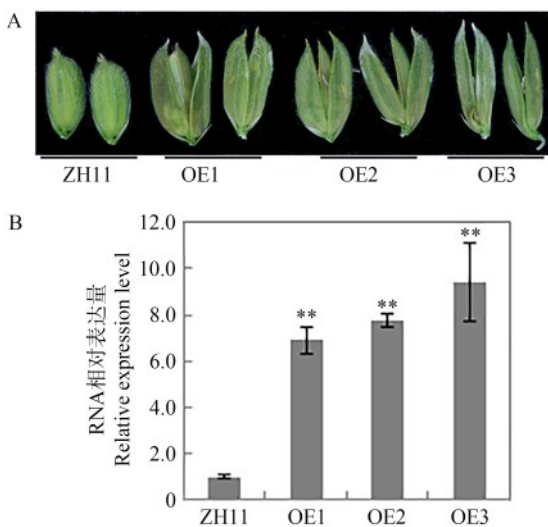 A
ZH11 OE1 OE2 OE3
B
RNA相对表达量
Relative expression level
12.0
**
10.0
**
**
8.0
6.0
4.0
2.0
0
ZH11 OE1 OE2 OE3